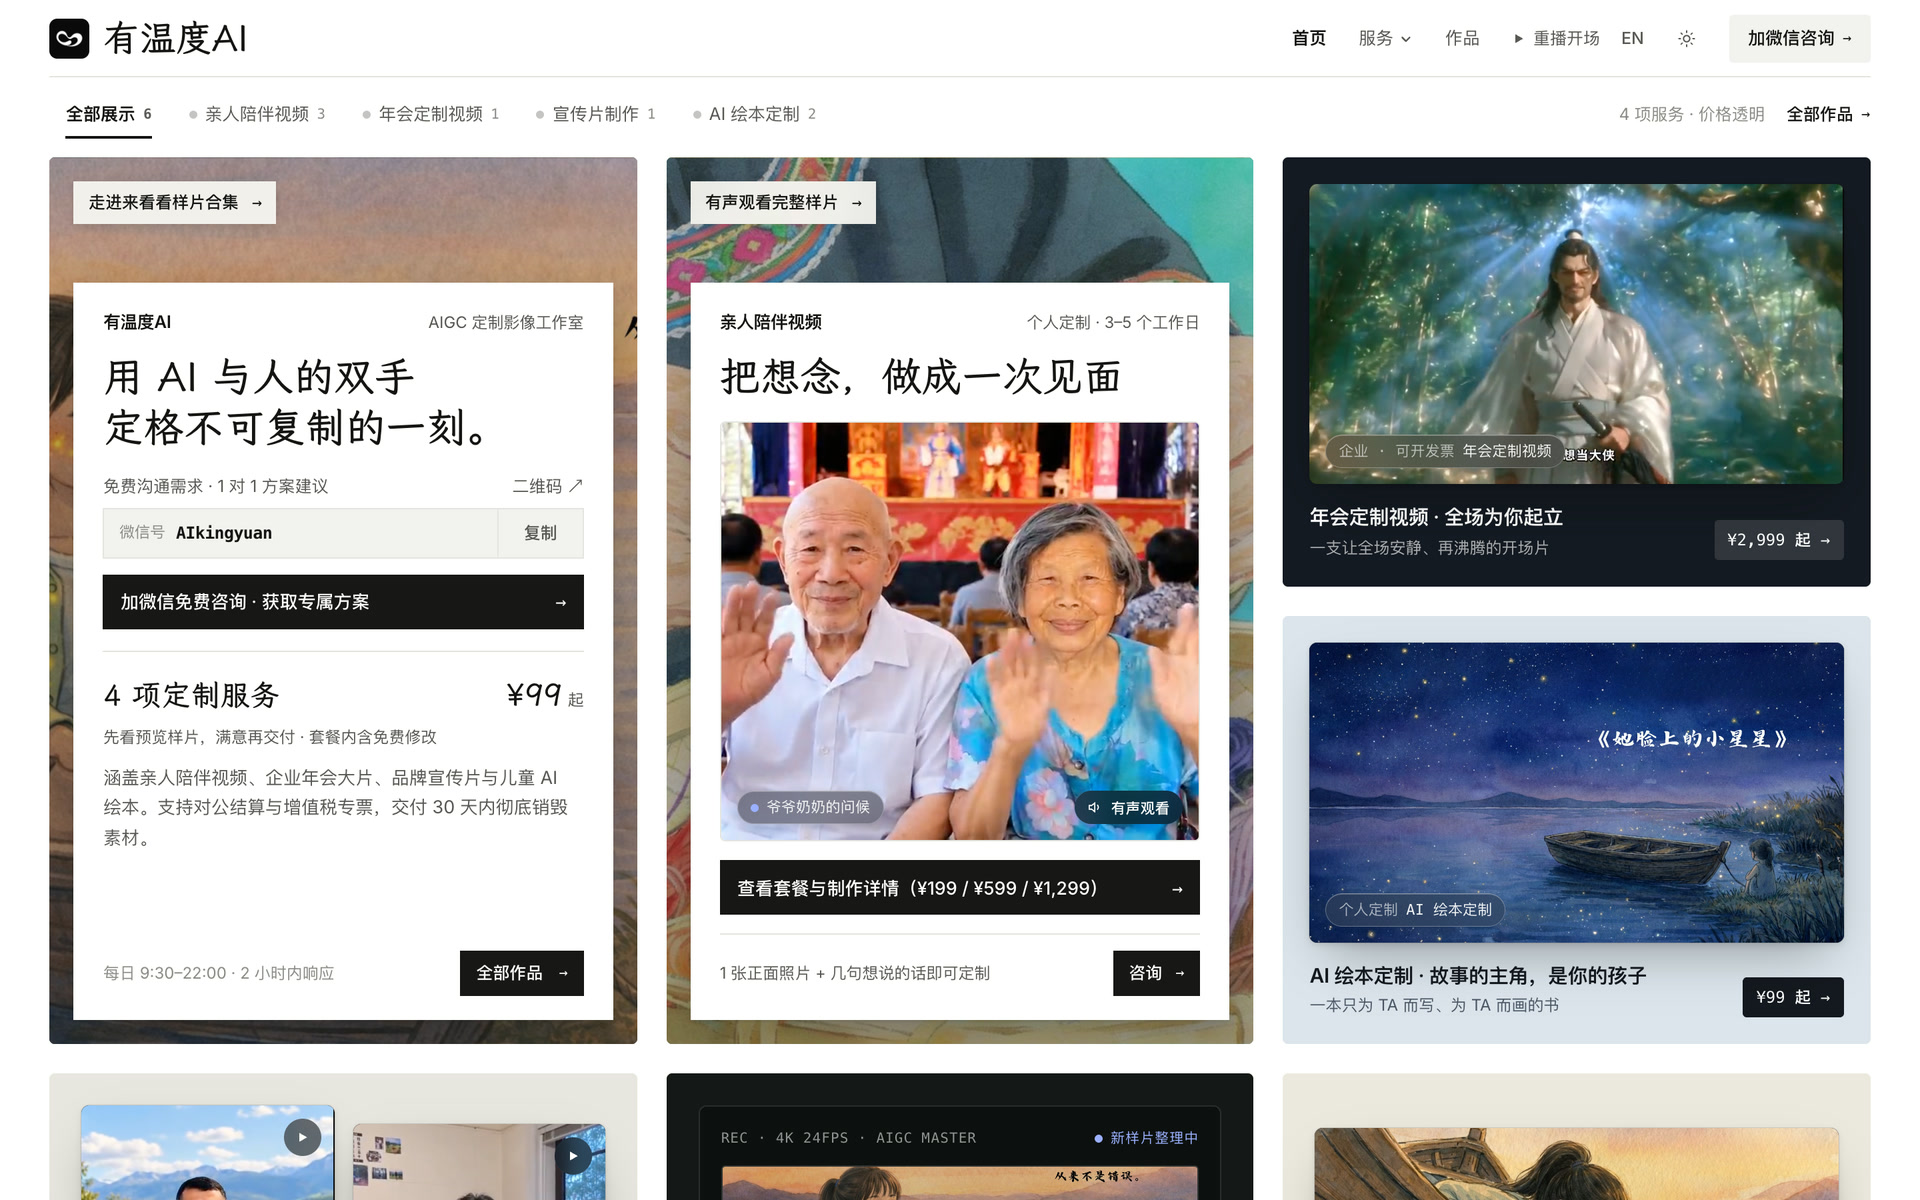 有温度AI
首页
服务
作品
重播开场
EN
加微信咨询 →
全部展示 6
亲人陪伴视频 3
年会定制视频 1
宣传片制作 1
AI 绘本定制 2
4 项服务 · 价格透明
全部作品 →
走进来看看样片合集 →
有温度AI
AIGC 定制影像工作室
用 AI 与人的双手
定格不可复制的一刻。
免费沟通需求 · 1 对 1 方案建议
二维码 ↗
微信号 AIkingyuan
复制
加微信免费咨询 · 获取专属方案 →
4 项定制服务
¥99 起
先看预览样片，满意再交付 · 套餐内含免费修改
涵盖亲人陪伴视频、企业年会大片、品牌宣传片与儿童 AI
绘本。支持对公结算与增值税专票，交付 30 天内彻底销毁
素材。
每日 9:30–22:00 · 2 小时内响应
全部作品 →
有声观看完整样片 →
亲人陪伴视频
个人定制 · 3–5 个工作日
把想念，做成一次见面
爷爷奶奶的问候
有声观看
查看套餐与制作详情（¥199 / ¥599 / ¥1,299） →
1 张正面照片 + 几句想说的话即可定制
咨询 →
企业 · 可开发票 年会定制视频
想当大侠
年会定制视频 · 全场为你起立
一支让全场安静、再沸腾的开场片
¥2,999 起 →
《她脸上的小星星》
个人定制 AI 绘本定制
AI 绘本定制 · 故事的主角，是你的孩子
一本只为 TA 而写、为 TA 而画的书
¥99 起 →
REC · 4K 24FPS · AIGC MASTER
新样片整理中
从来不是错误。